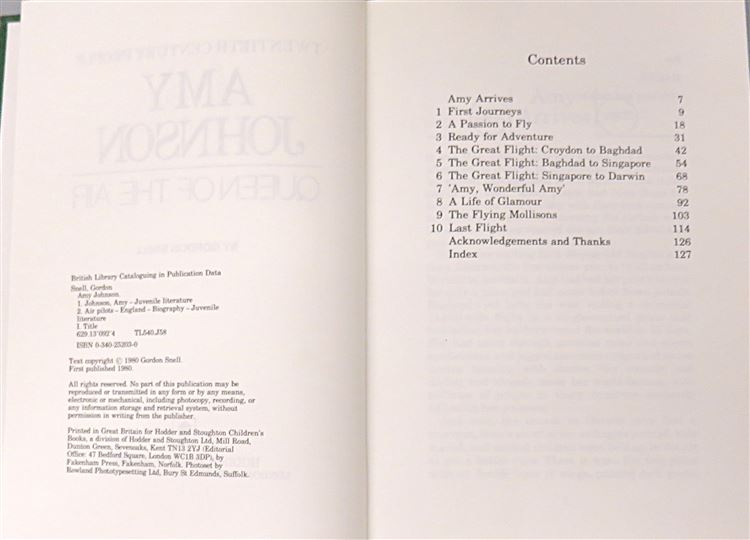 British Library Cataloguing in Publication Data
Snell, Gordon
Amy Johnson.
1. Johnson, Amy – Juvenile literature
2. Air pilots – England – Biography – Juvenile
literature
I. Title
629.13'092'4 TL540.J58
ISBN 0-340-25203-0
Text copyright © 1980 Gordon Snell.
First published 1980.
All rights reserved. No part of this publication may be
reproduced or transmitted in any form or by any means,
electronic or mechanical, including photocopy, recording, or
any information storage and retrieval system, without
permission in writing from the publisher.
Printed in Great Britain for Hodder and Stoughton Children's
Books, a division of Hodder and Stoughton Ltd, Mill Road,
Dunton Green, Sevenoaks, Kent TN13 2YJ (Editorial
Office: 47 Bedford Square, London WC1B 3DP), by
Fakenham Press, Fakenham, Norfolk. Photoset by
Rowland Phototypesetting Ltd, Bury St Edmunds, Suffolk.
Contents
Amy Arrives 7
1 First Journeys 9
2 A Passion to Fly 18
3 Ready for Adventure 31
4 The Great Flight: Croydon to Baghdad 42
5 The Great Flight: Baghdad to Singapore 54
6 The Great Flight: Singapore to Darwin 68
7 'Amy, Wonderful Amy' 78
8 A Life of Glamour 92
9 The Flying Mollisons 103
10 Last Flight 114
Acknowledgements and Thanks 126
Index 127